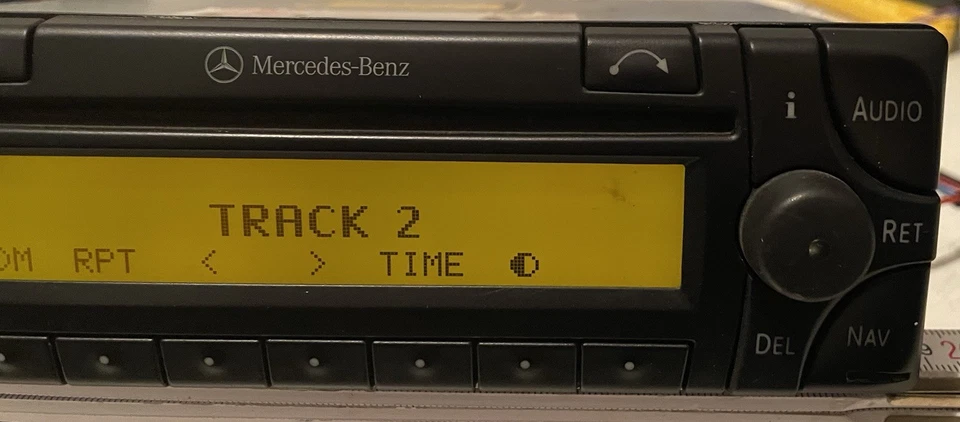 Mercedes-Benz
i
AUDIO
TRACK 2
RET
RPT < > TIME
DEL
NAV